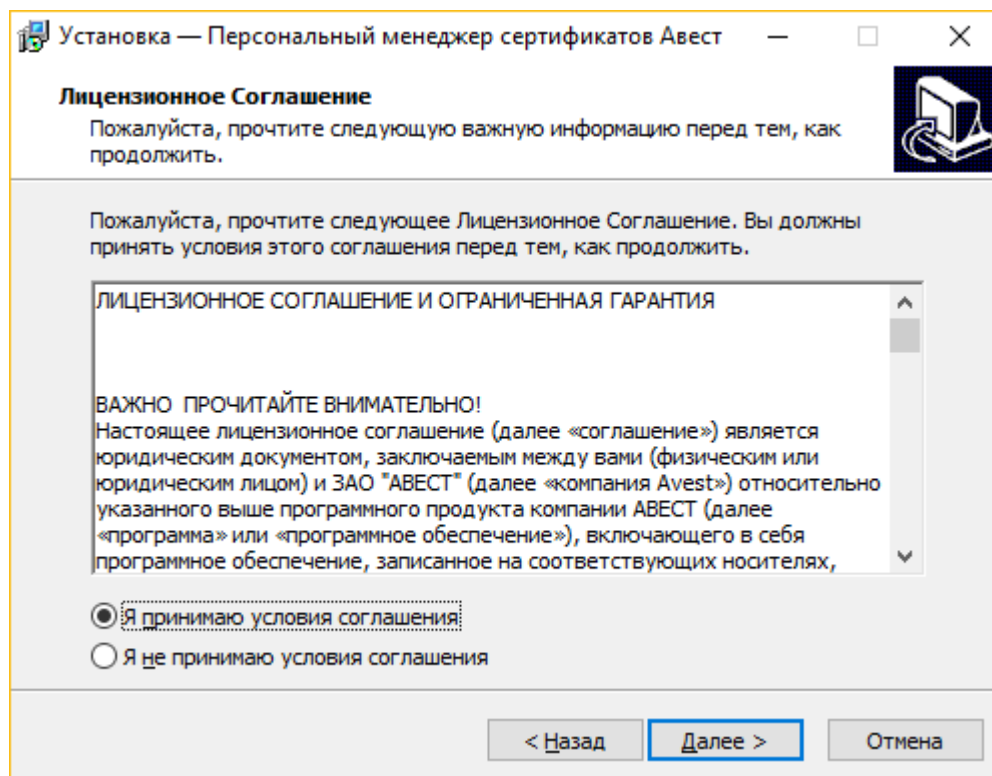 Установка — Персональный менеджер сертификатов Авест
Лицензионное Соглашение
Пожалуйста, прочтите следующую важную информацию перед тем, как
продолжить.
Пожалуйста, прочтите следующее Лицензионное Соглашение. Вы должны
принять условия этого соглашения перед тем, как продолжить.
ЛИЦЕНЗИОННОЕ СОГЛАШЕНИЕ И ОГРАНИЧЕННАЯ ГАРАНТИЯ
ВАЖНО  ПРОЧИТАЙТЕ ВНИМАТЕЛЬНО!
Настоящее лицензионное соглашение (далее «соглашение») является
юридическим документом, заключаемым между вами (физическим или
юридическим лицом) и ЗАО "АВЕСТ" (далее «компания Avest») относительно
указанного выше программного продукта компании АВЕСТ (далее
«программа» или «программное обеспечение»), включающего в себя
программное обеспечение, записанное на соответствующих носителях,
Я принимаю условия соглашения
Я не принимаю условия соглашения
< Назад Далее > Отмена